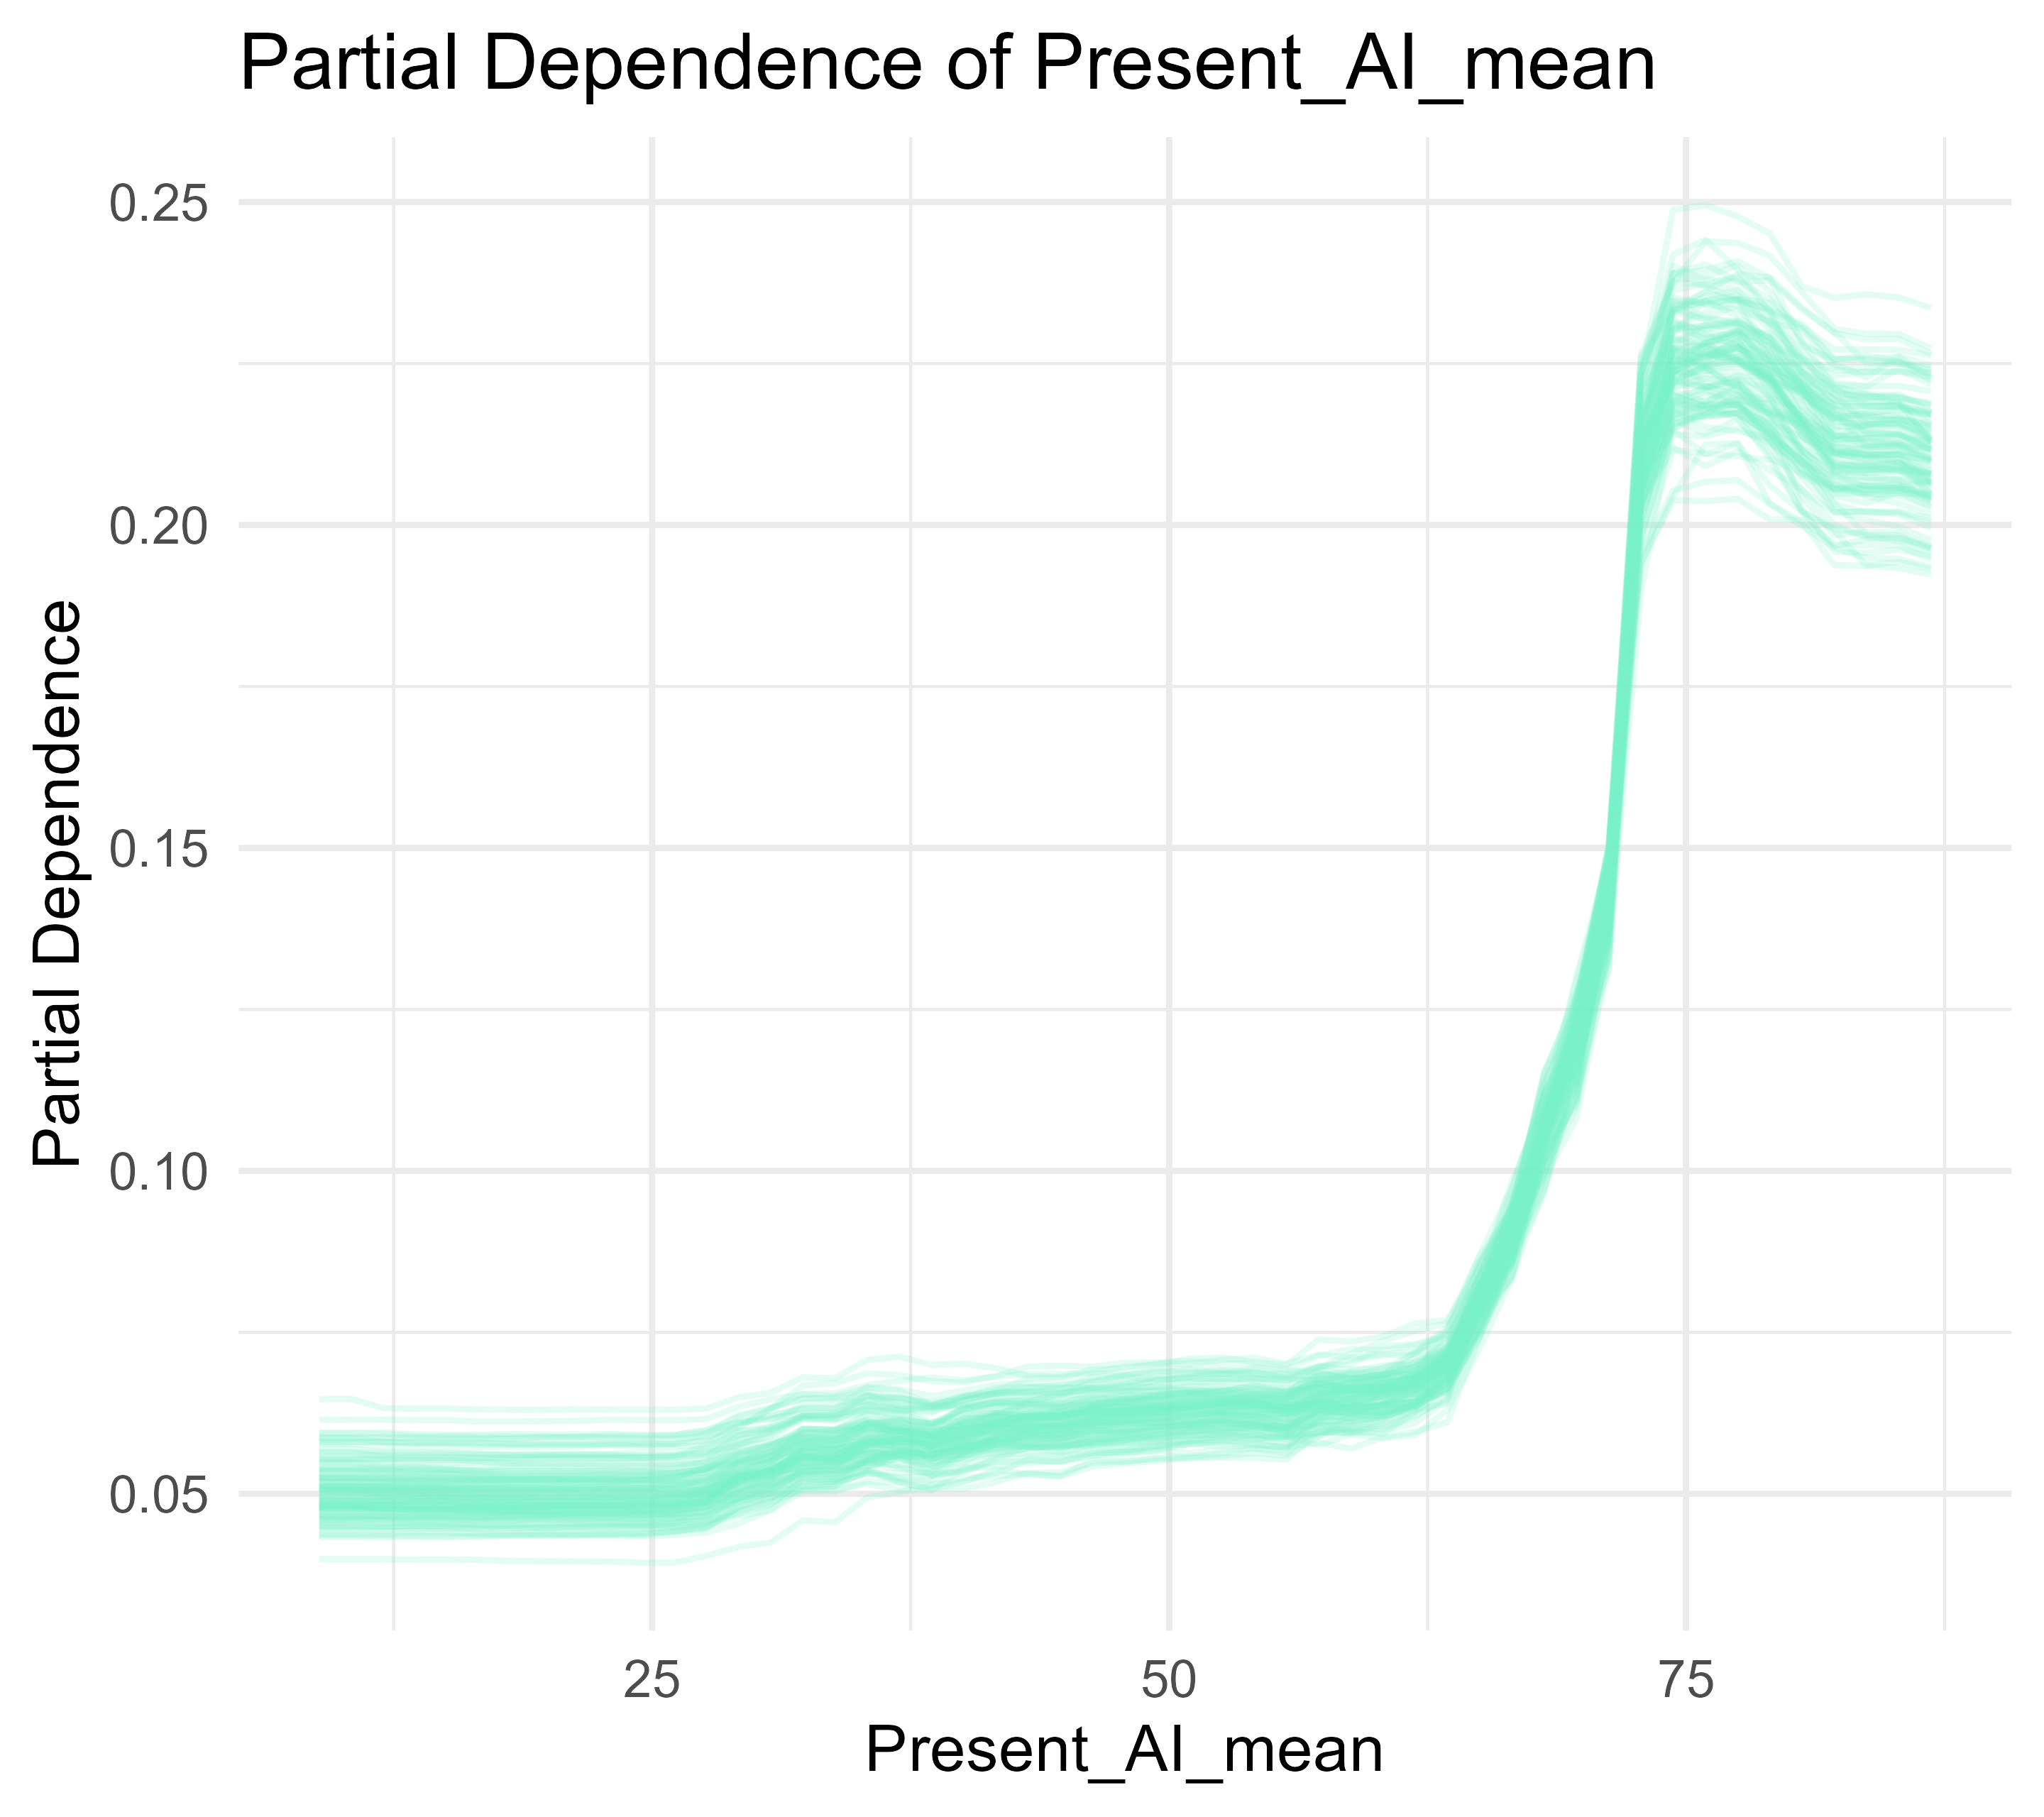 Partial Dependence of Present_AI_mean
0.25
0.20
0.15
0.10
0.05
Partial Dependence
25 50 75
Present_AI_mean